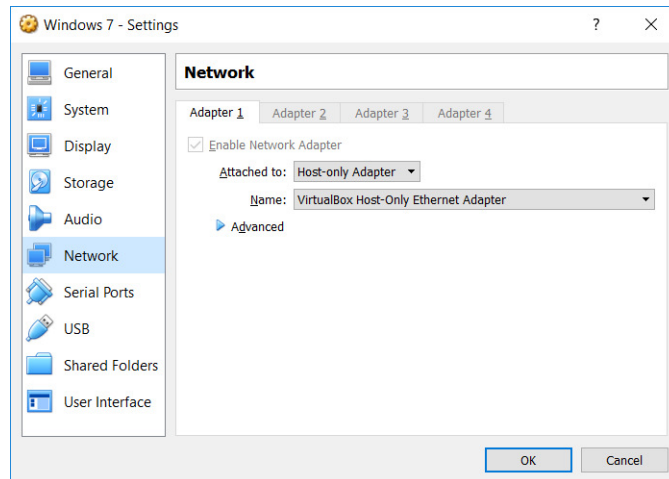 Windows 7 - Settings
?
General
System
Display
Storage
Audio
Network
Serial Ports
USB
Shared Folders
User Interface
Network
Adapter 1 Adapter 2 Adapter 3 Adapter 4
Enable Network Adapter
Attached to: Host-only Adapter
Name: VirtualBox Host-Only Ethernet Adapter
Advanced
OK Cancel